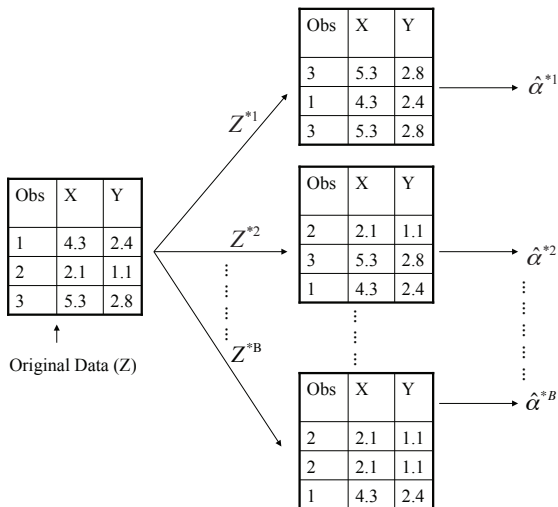 Obs X Y
3 5.3 2.8
1 4.3 2.4
3 5.3 2.8
Z*1
α̂*1
Obs X Y
1 4.3 2.4
2 2.1 1.1
3 5.3 2.8
Original Data (Z)
Z*2
Obs X Y
2 2.1 1.1
3 5.3 2.8
1 4.3 2.4
α̂*2
Z*B
Obs X Y
2 2.1 1.1
2 2.1 1.1
1 4.3 2.4
α̂*B